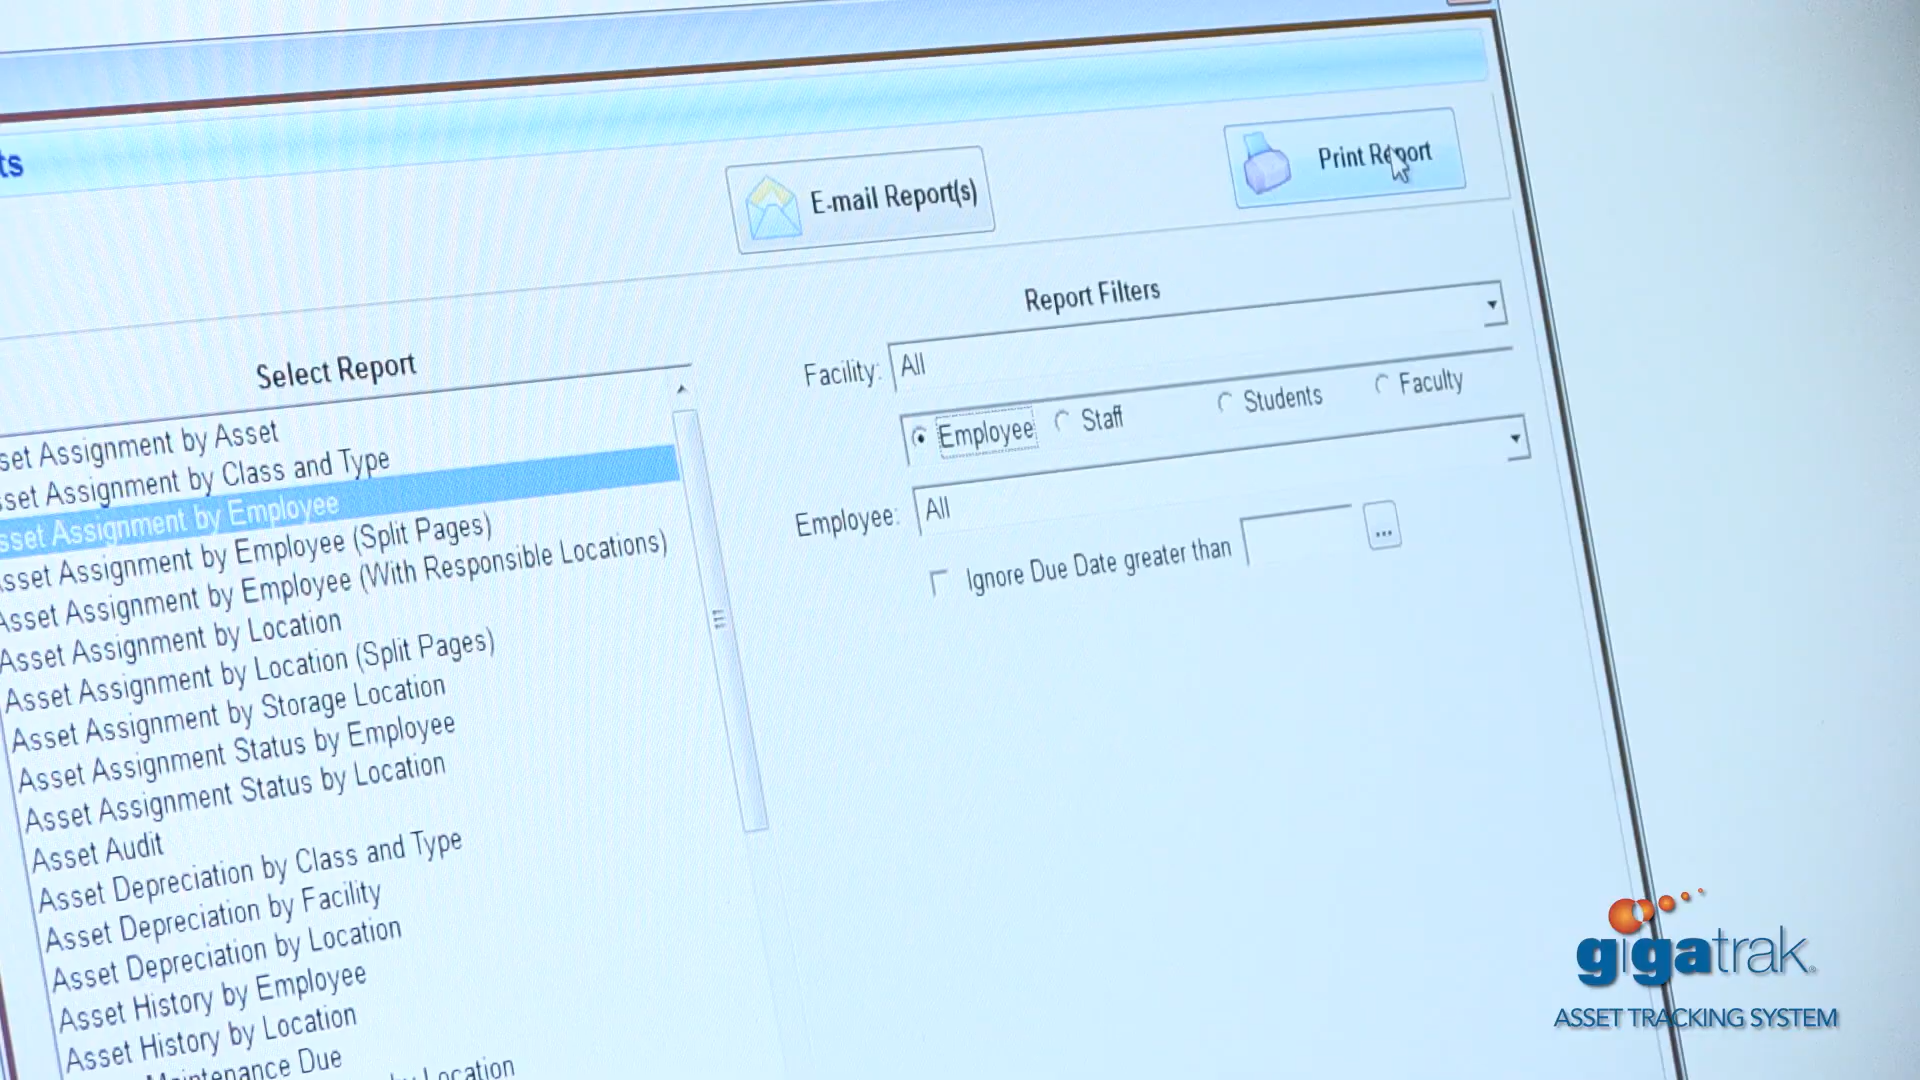 ts
E-mail Report(s)
Print Report
Select Report
Report Filters
Facility: All
Employee
Staff
Students
Faculty
Employee: All
Ignore Due Date greater than
...
sset Assignment by Asset
sset Assignment by Class and Type
sset Assignment by Employee
sset Assignment by Employee (Split Pages)
Asset Assignment by Employee (With Responsible Locations)
Asset Assignment by Location
Asset Assignment by Location (Split Pages)
Asset Assignment by Storage Location
Asset Assignment Status by Employee
Asset Assignment Status by Location
Asset Audit
Asset Depreciation by Class and Type
Asset Depreciation by Facility
Asset Depreciation by Location
Asset History by Employee
Asset History by Location
Maintenance Due
by Location
gigatrak
ASSET TRACKING SYSTEM